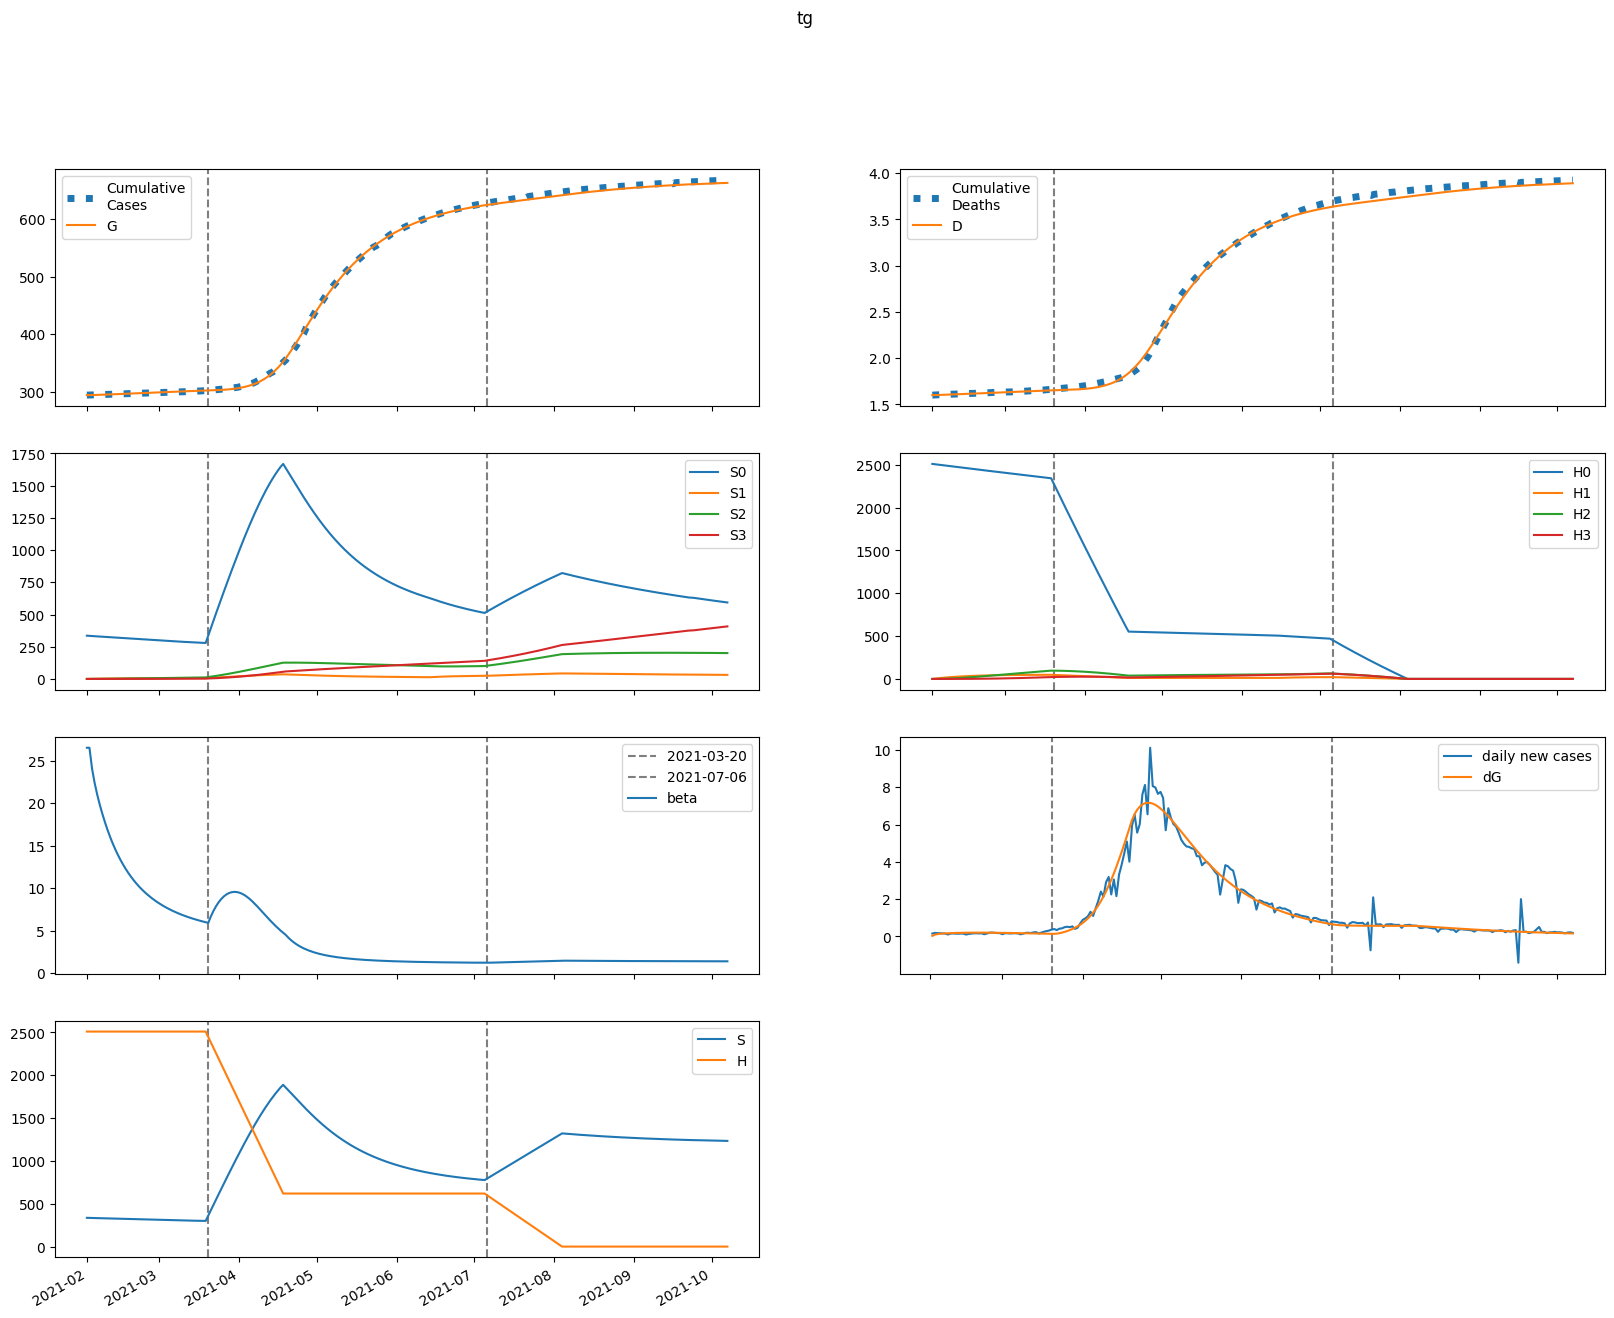 tg
Cumulative
Cases
G
600
500
400
300
Cumulative
Deaths
D
4.0
3.5
3.0
2.5
2.0
1.5
S0
S1
S2
S3
1750
1500
1250
1000
750
500
250
0
H0
H1
H2
H3
2500
2000
1500
1000
500
0
2021-03-20
2021-07-06
beta
25
20
15
10
5
0
daily new cases
dG
10
8
6
4
2
0
S
H
2500
2000
1500
1000
500
0
2021-02
2021-03
2021-04
2021-05
2021-06
2021-07
2021-08
2021-09
2021-10